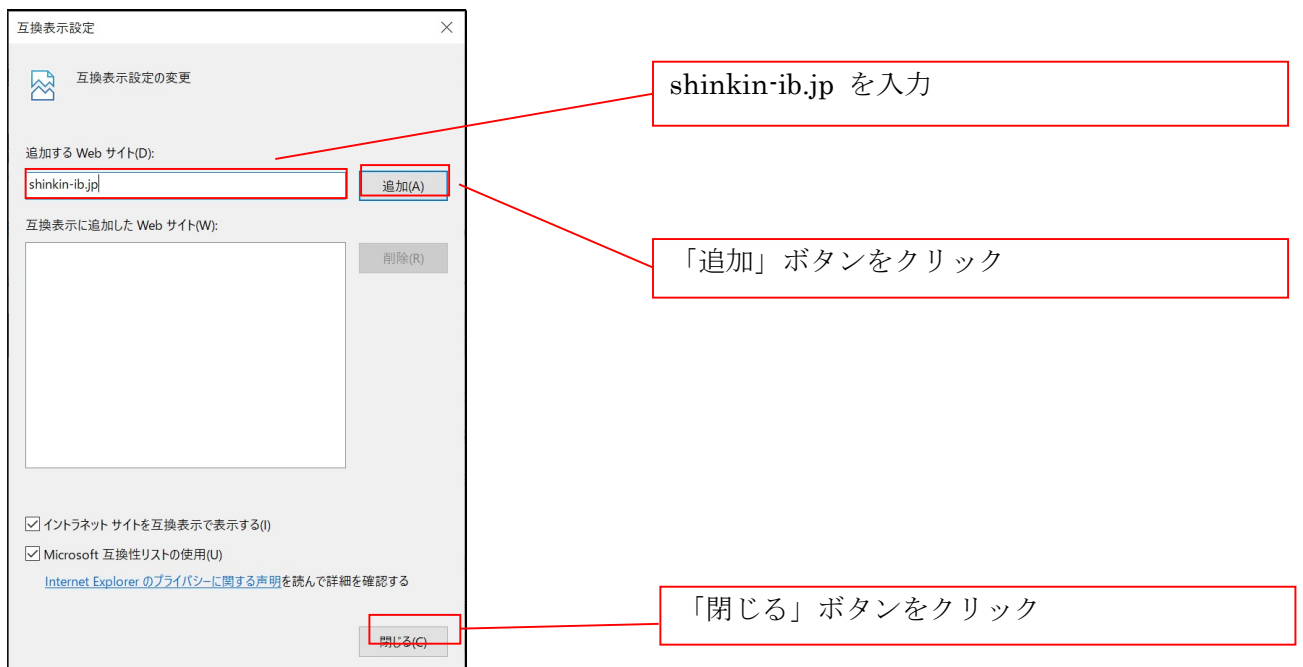 互換表示設定
互換表示設定の変更
shinkin-ib.jp を入力
追加する Web サイト(D):
shinkin-ib.jp
追加(A)
互換表示に追加した Web サイト(W):
「追加」ボタンをクリック
削除(R)
イントラネット サイトを互換表示で表示する(I)
Microsoft 互換性リストの使用(U)
Internet Explorer のプライバシーに関する声明を読んで詳細を確認する
「閉じる」ボタンをクリック
閉じる(C)